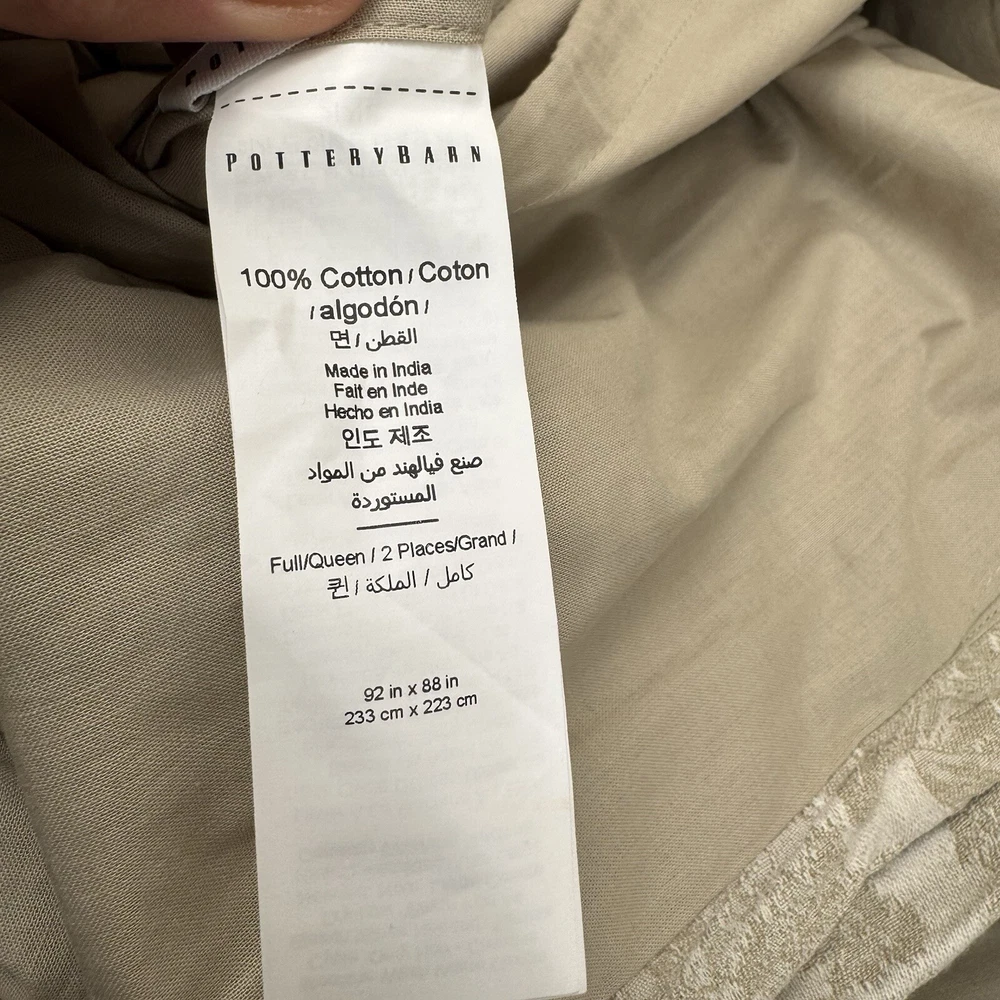 POTTERYBARN
100% Cotton / Coton
/ algodón /
면 / القطن
Made in India
Fait en Inde
Hecho en India
인도 제조
صنع فيالهند من المواد
المستوردة
Full/Queen / 2 Places/Grand /
퀸 / كامل / الملكة
92 in x 88 in
233 cm x 223 cm